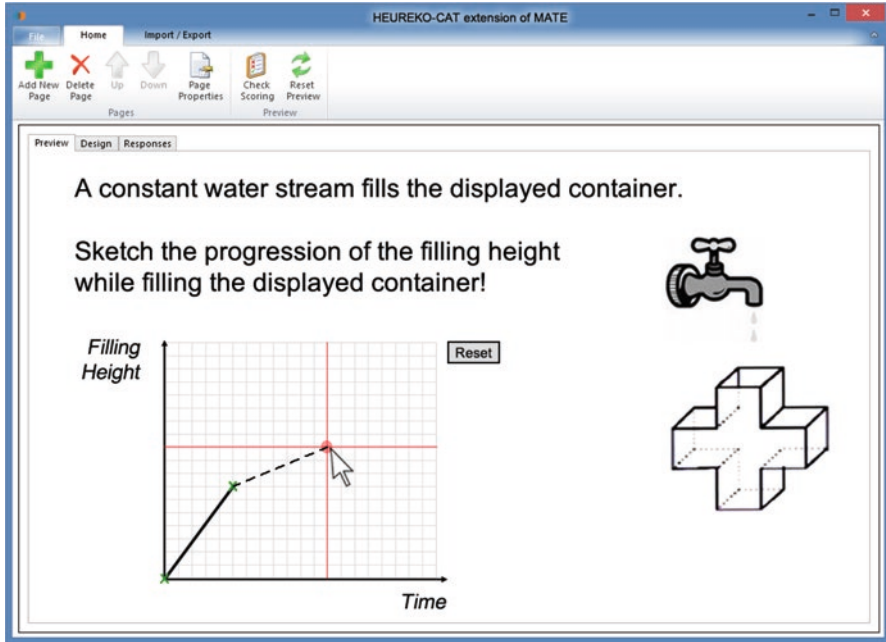 HEUREKO-CAT extension of MATE
File Home Import / Export
Add New Page
Delete Page
Up
Down
Page Properties
Check Scoring
Reset Preview
Pages
Preview
Preview Design Responses
A constant water stream fills the displayed container.
Sketch the progression of the filling height
while filling the displayed container!
Filling
Height
Reset
Time